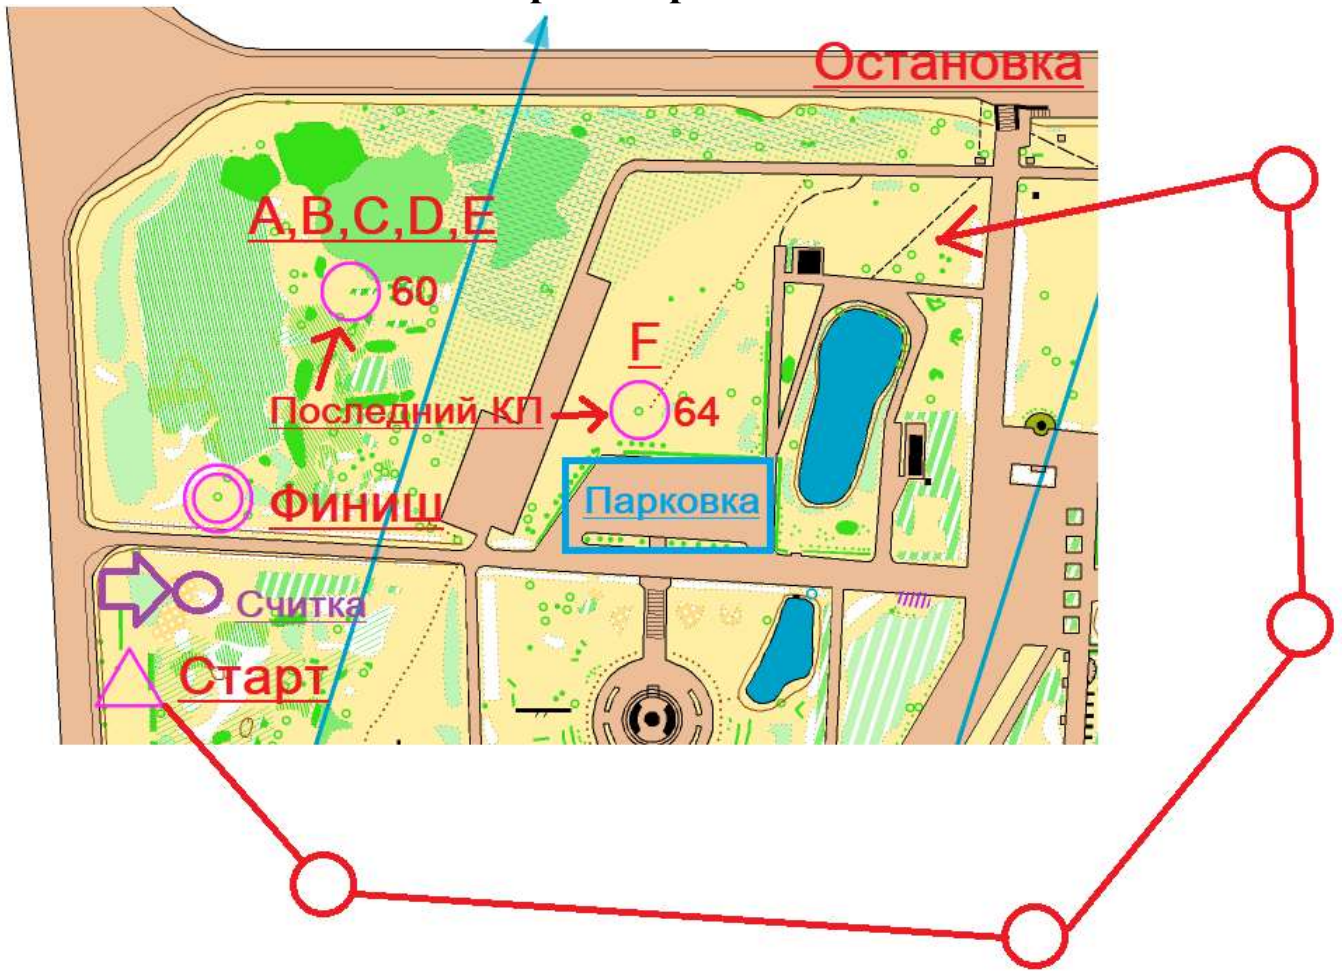 Остановка
A,B,C,D,E
60
F
Последний КП
64
Финиш
Парковка
Считка
Старт